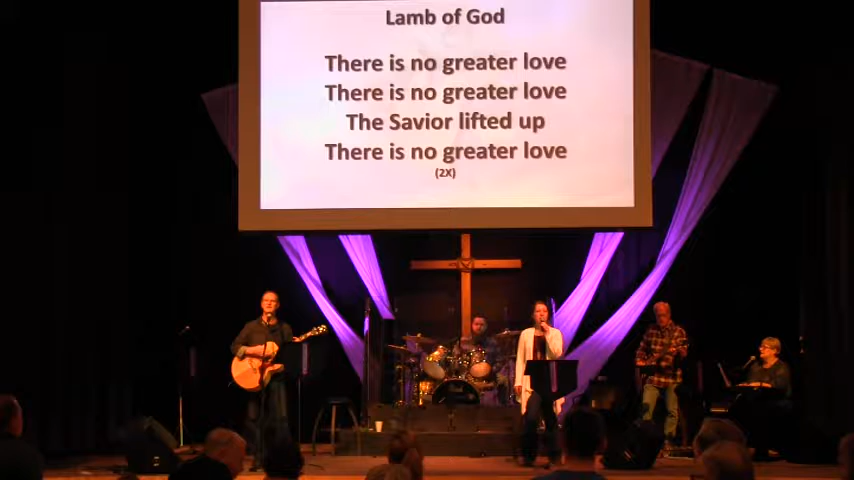 Lamb of God
There is no greater love
There is no greater love
The Savior lifted up
There is no greater love
(2X)